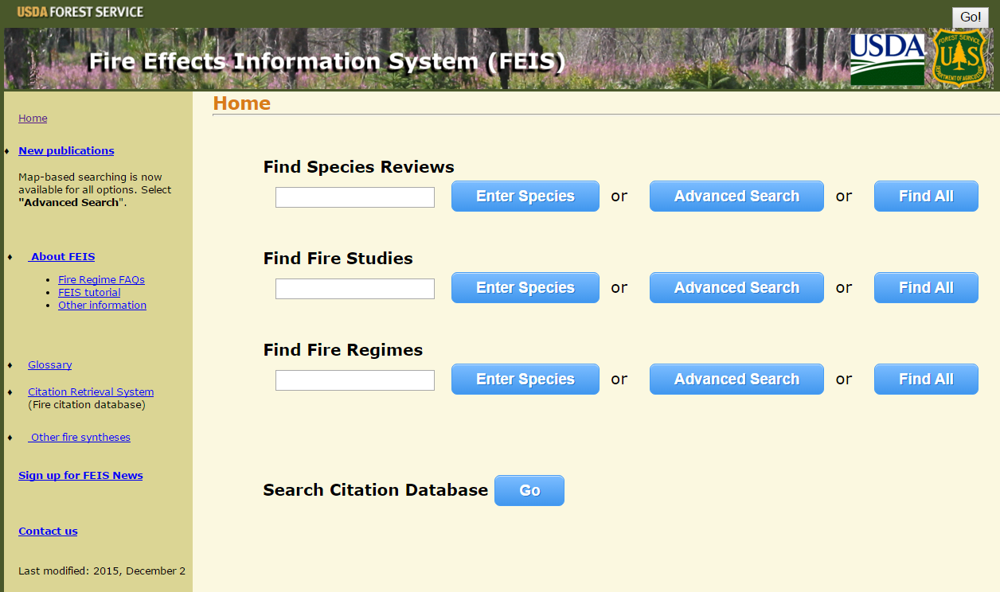 USDA FOREST SERVICE
Go!
Fire Effects Information System (FEIS)
USDA
FOREST SERVICE
U S
DEPARTMENT OF AGRICULTURE
Home
New publications
Map-based searching is now
available for all options. Select
"Advanced Search".
About FEIS
Fire Regime FAQs
FEIS tutorial
Other information
Glossary
Citation Retrieval System
(Fire citation database)
Other fire syntheses
Sign up for FEIS News
Contact us
Last modified: 2015, December 2
Home
Find Species Reviews
Enter Species or Advanced Search or Find All
Find Fire Studies
Enter Species or Advanced Search or Find All
Find Fire Regimes
Enter Species or Advanced Search or Find All
Search Citation Database Go